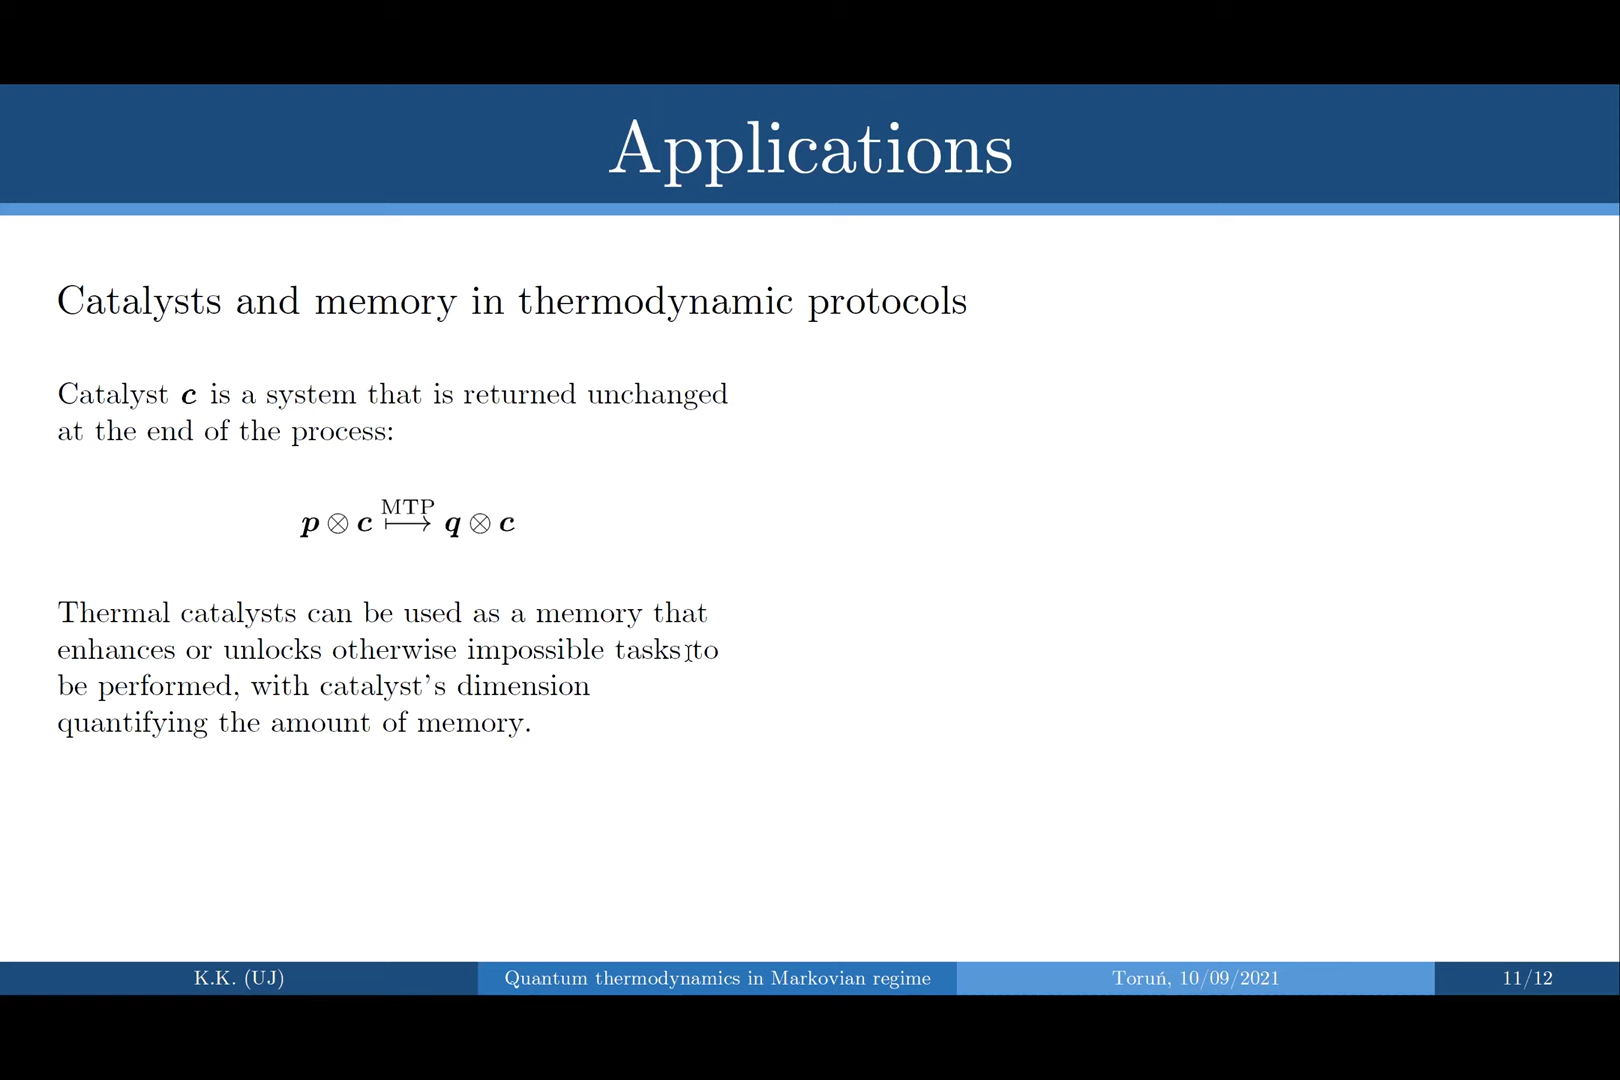 Applications
Catalysts and memory in thermodynamic protocols
Catalyst c is a system that is returned unchanged
at the end of the process:
p ⊗ c ⟼ q ⊗ c
MTP
Thermal catalysts can be used as a memory that
enhances or unlocks otherwise impossible tasks to
be performed, with catalyst's dimension
quantifying the amount of memory.
K.K. (UJ)
Quantum thermodynamics in Markovian regime
Toruń, 10/09/2021
11/12